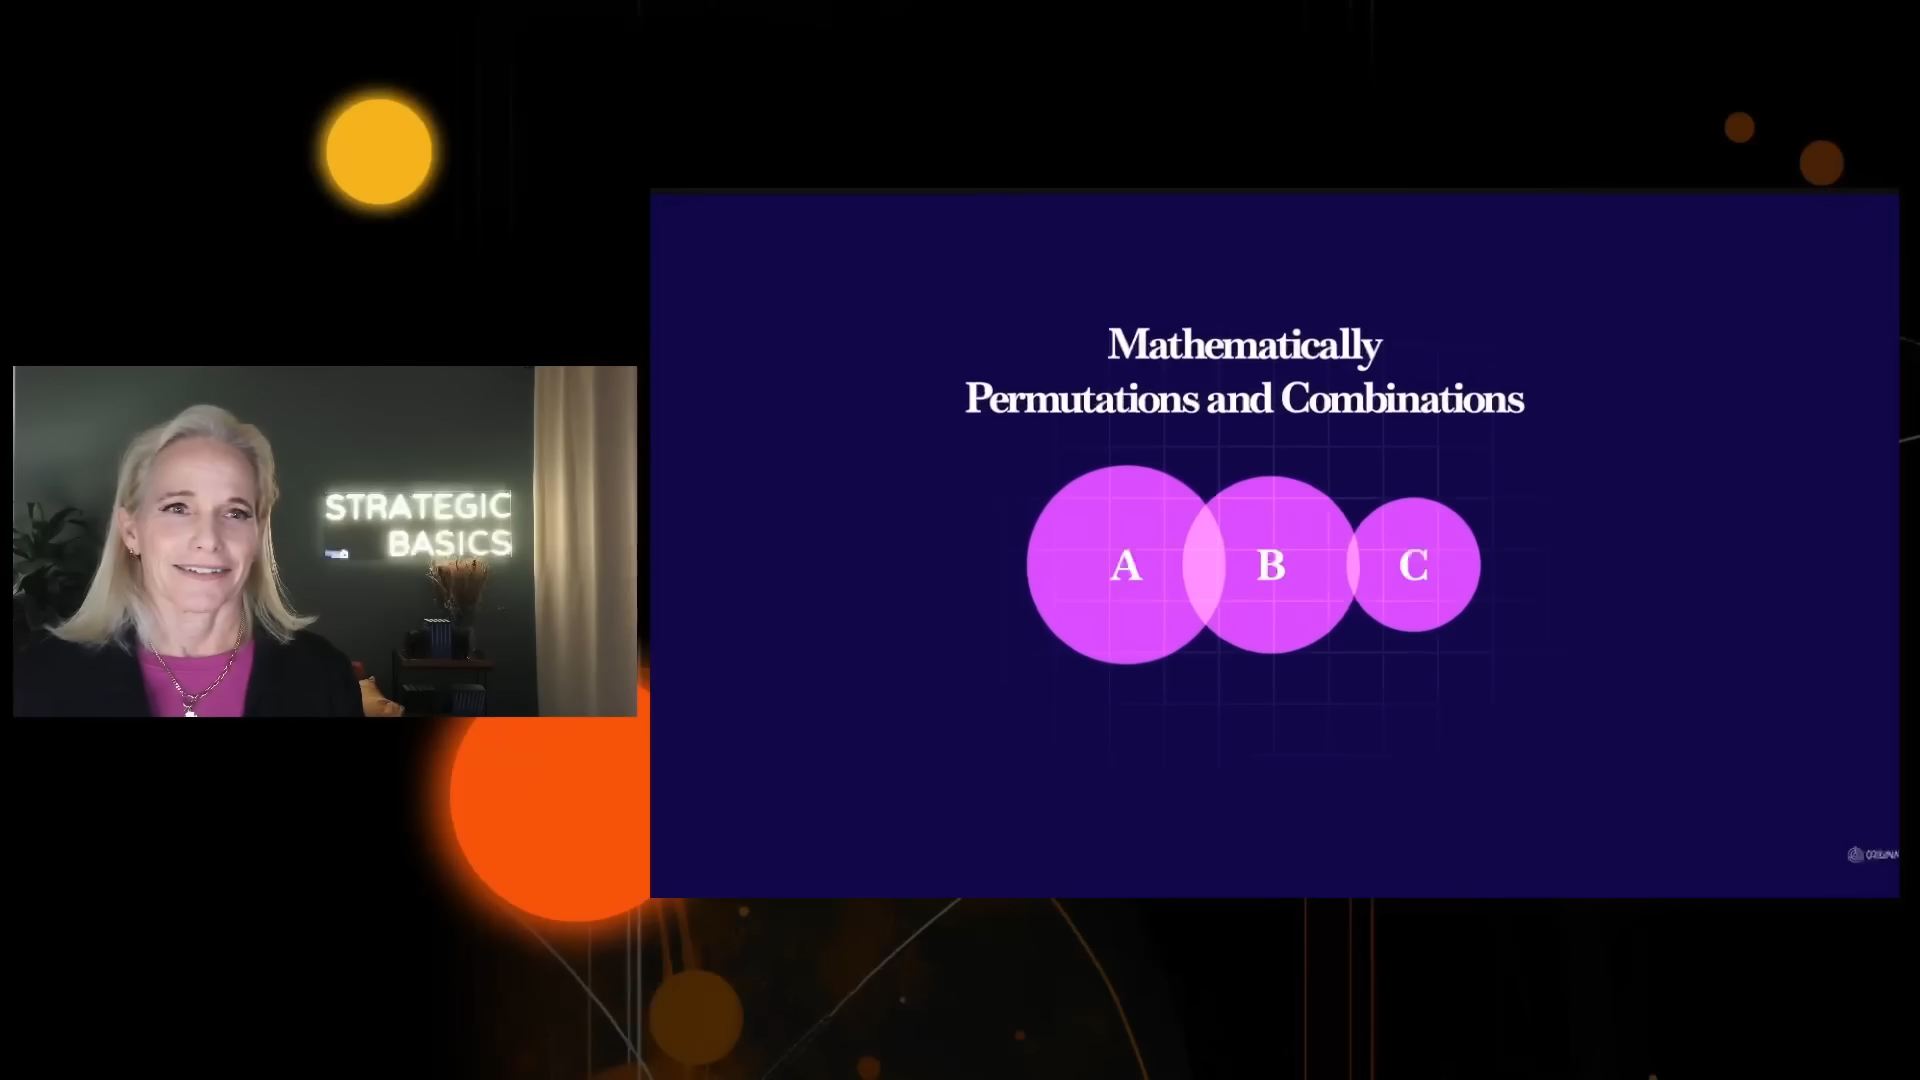 STRATEGIC
BASICS
Mathematically
Permutations and Combinations
A B C